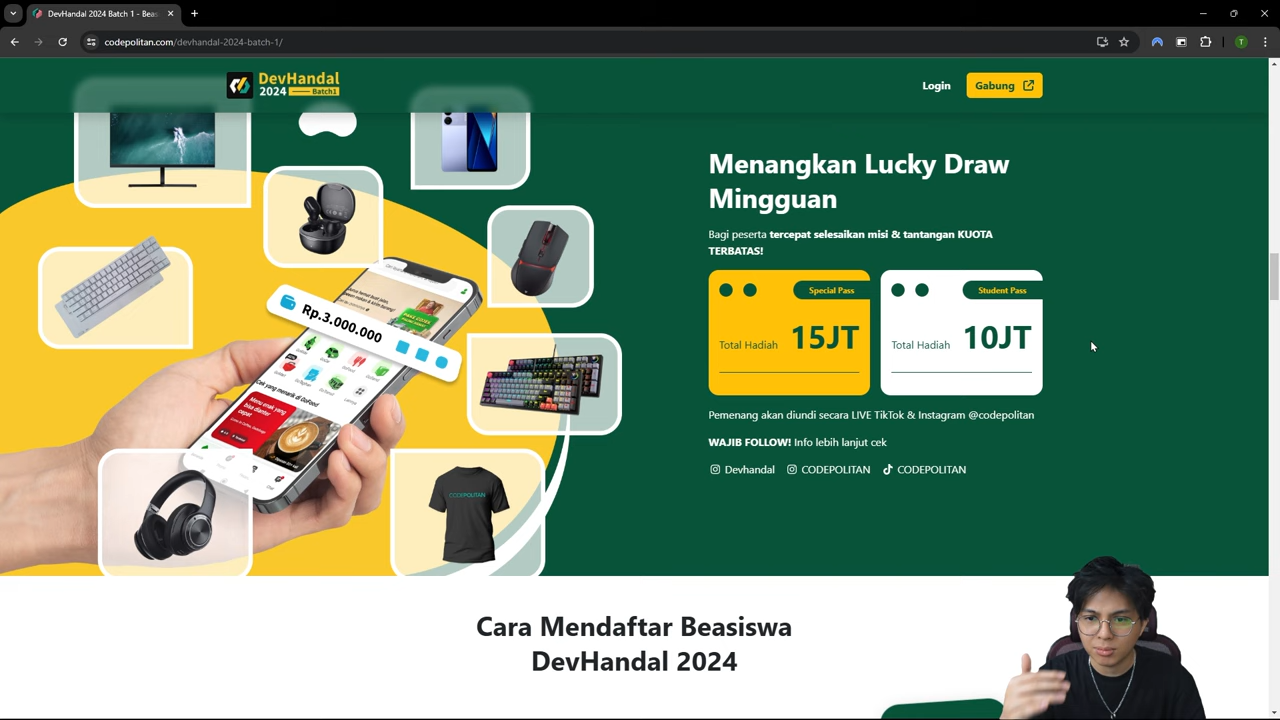 DevHandal 2024 Batch 1 - Beas
codepolitan.com/devhandal-2024-batch-1/
T
DevHandal
2024 Batch1
Login
Gabung
Menangkan Lucky Draw
Mingguan
Bagi peserta tercepat selesaikan misi & tantangan KUOTA
TERBATAS!
Special Pass
Total Hadiah 15JT
Student Pass
Total Hadiah 10JT
Pemenang akan diundi secara LIVE TikTok & Instagram @codepolitan
WAJIB FOLLOW! Info lebih lanjut cek
Devhandal CODEPOLITAN CODEPOLITAN
Rp.3.000.000
CODEPOLITAN
Cara Mendaftar Beasiswa
DevHandal 2024